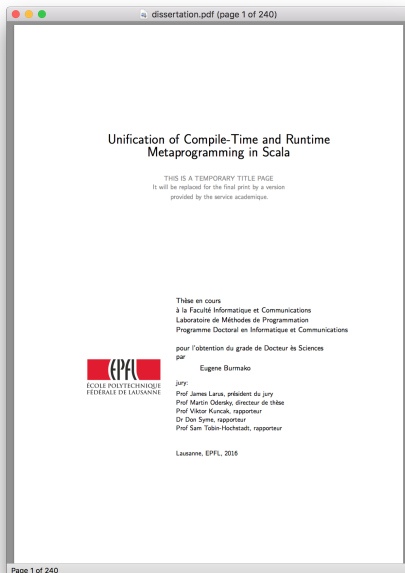 dissertation.pdf (page 1 of 240)
Unification of Compile-Time and Runtime
Metaprogramming in Scala
THIS IS A TEMPORARY TITLE PAGE
It will be replaced for the final print by a version
provided by the service academique.
Thèse en cours
à la Faculté Informatique et Communications
Laboratoire de Méthodes de Programmation
Programme Doctoral en Informatique et Communications
pour l'obtention du grade de Docteur ès Sciences
par
Eugene Burmako
EPFL
ÉCOLE POLYTECHNIQUE
FÉDÉRALE DE LAUSANNE
jury:
Prof James Larus, président du jury
Prof Martin Odersky, directeur de thèse
Prof Viktor Kuncak, rapporteur
Dr Don Syme, rapporteur
Prof Sam Tobin-Hochstadt, rapporteur
Lausanne, EPFL, 2016
Page 1 of 240